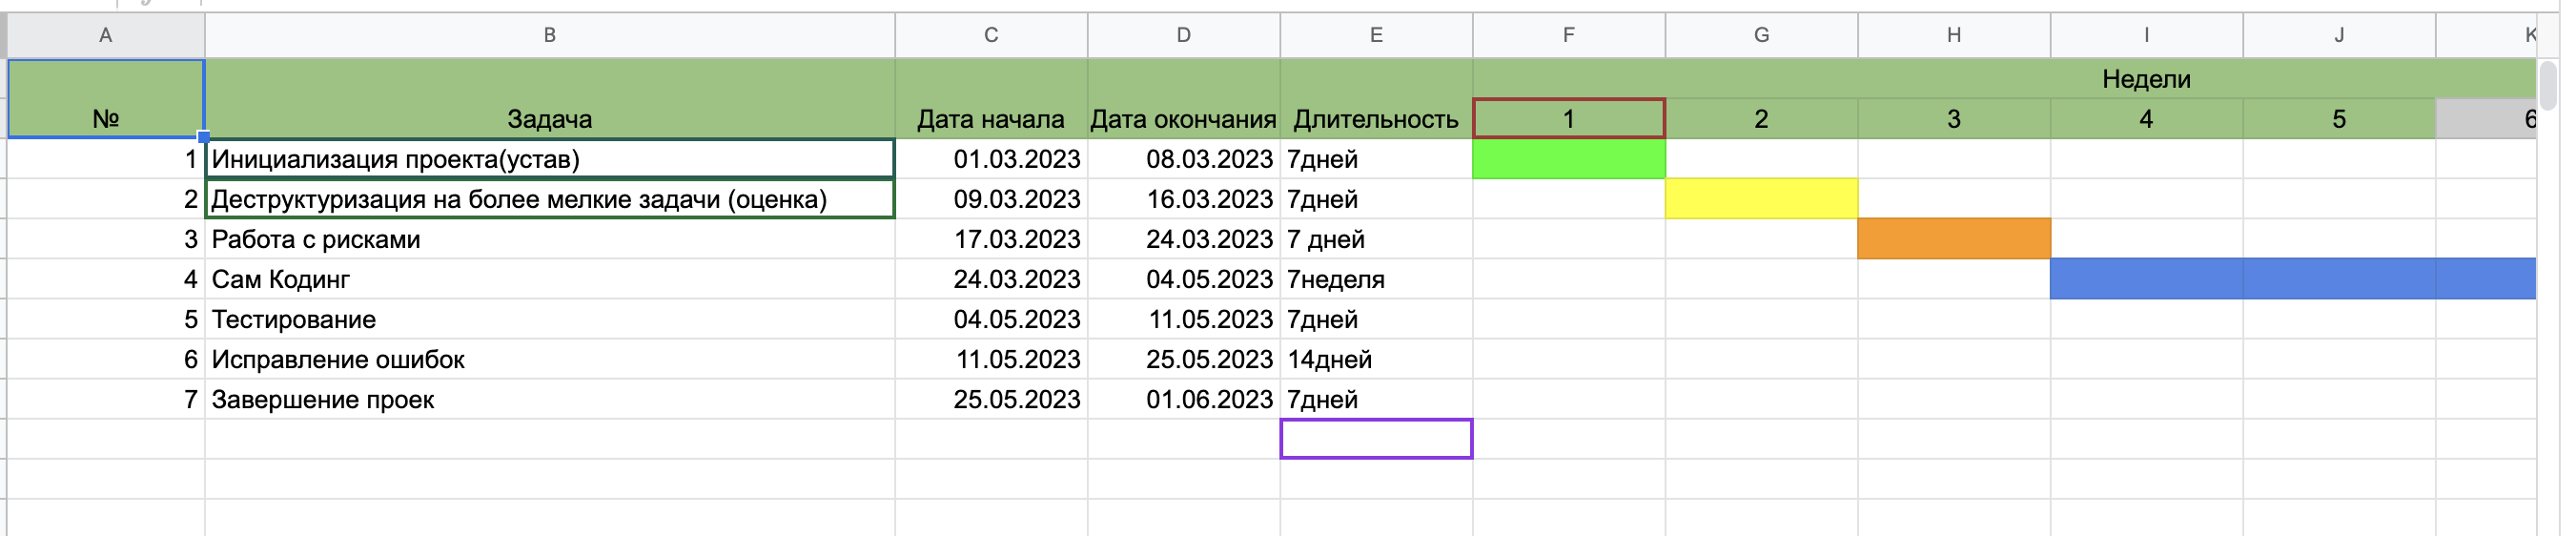 A B C D E F G H I J K
Недели
№ Задача Дата начала Дата окончания Длительность 1 2 3 4 5 6
1 Инициализация проекта(устав) 01.03.2023 08.03.2023 7дней
2 Деструктуризация на более мелкие задачи (оценка) 09.03.2023 16.03.2023 7дней
3 Работа с рисками 17.03.2023 24.03.2023 7 дней
4 Сам Кодинг 24.03.2023 04.05.2023 7неделя
5 Тестирование 04.05.2023 11.05.2023 7дней
6 Исправление ошибок 11.05.2023 25.05.2023 14дней
7 Завершение проек 25.05.2023 01.06.2023 7дней